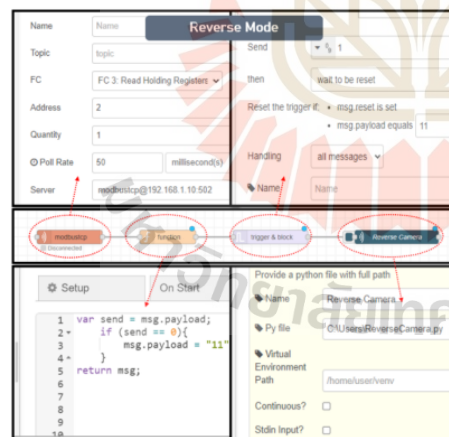 Reverse Mode
Name
Name
Topic
topic
FC
FC 3: Read Holding Registers
Address
2
Quantity
1
Poll Rate
50
millisecond(s)
Server
modbustcp@192.168.1.10:502
Send
1
then
wait to be reset
Reset the trigger if:
• msg.reset is set
• msg.payload equals
11
Handling
all messages
Name
Name
modbustcp
Disconnected
function
trigger & block
Reverse Camera
Setup
On Start
1 var send = msg.payload;
2 if (send == 0){
3 msg.payload = "11"
4 }
5 return msg;
6
7
8
9
10
Provide a python file with full path
Name
Reverse Camera
Py file
C:\Users\ReverseCamera.py
Virtual
Environment
Path
/home/user/venv
Continuous?
Stdin Input?